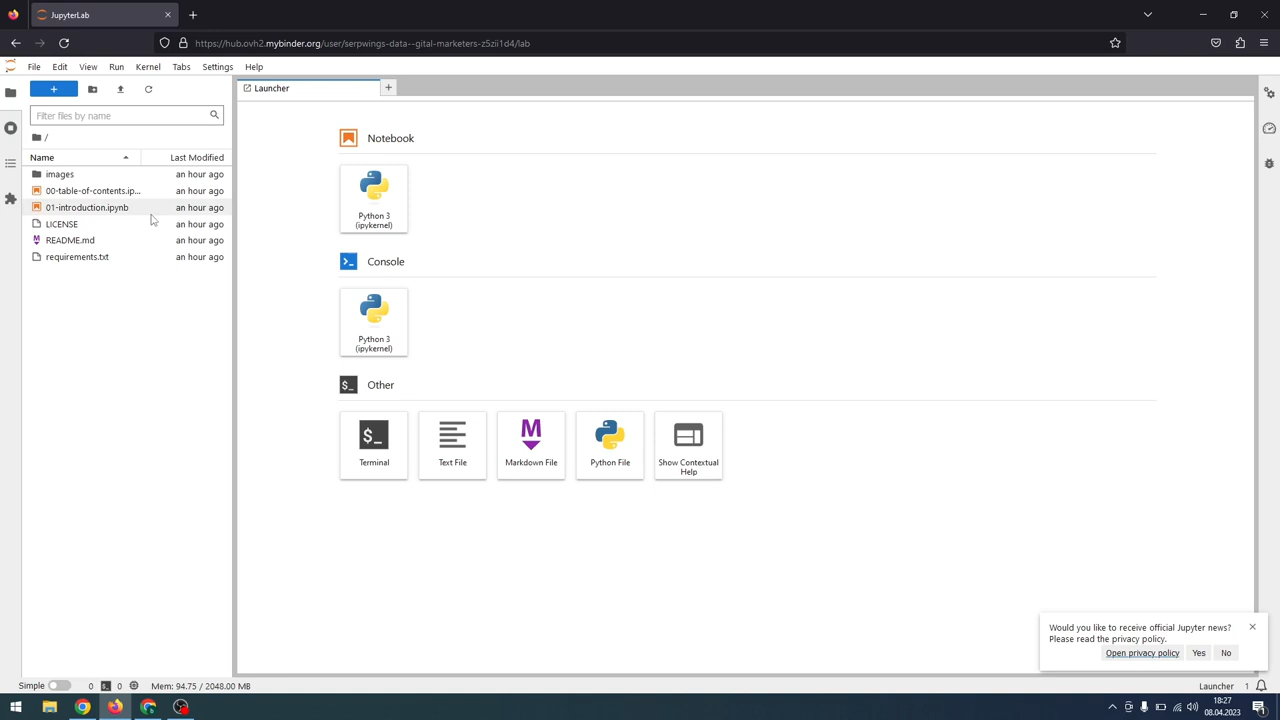 JupyterLab
https://hub.ovh2.mybinder.org/user/serpwings-data--gital-marketers-z5zii1d4/lab
File Edit View Run Kernel Tabs Settings Help
+
Launcher
+
Filter files by name
/
Name Last Modified
images an hour ago
00-table-of-contents.ip... an hour ago
01-introduction.ipynb an hour ago
LICENSE an hour ago
README.md an hour ago
requirements.txt an hour ago
Notebook
Python 3
(ipykernel)
Console
Python 3
(ipykernel)
$_ Other
$_
Terminal
Text File
M
Markdown File
Python File
Show Contextual
Help
Would you like to receive official Jupyter news?
Please read the privacy policy.
Open privacy policy Yes No
Simple 0 $_ 0 Mem: 94.75 / 2048.00 MB
Launcher 1
18:27
08.04.2023